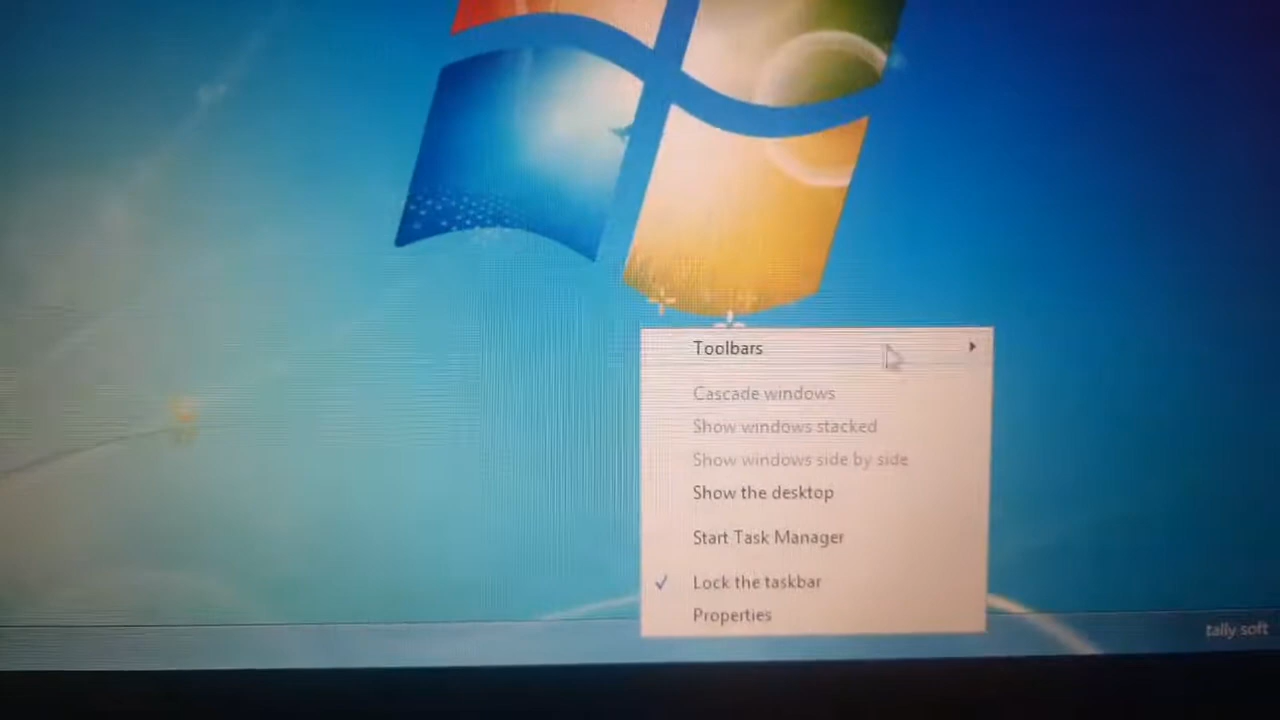 Toolbars
Cascade windows
Show windows stacked
Show windows side by side
Show the desktop
Start Task Manager
Lock the taskbar
Properties
tally soft